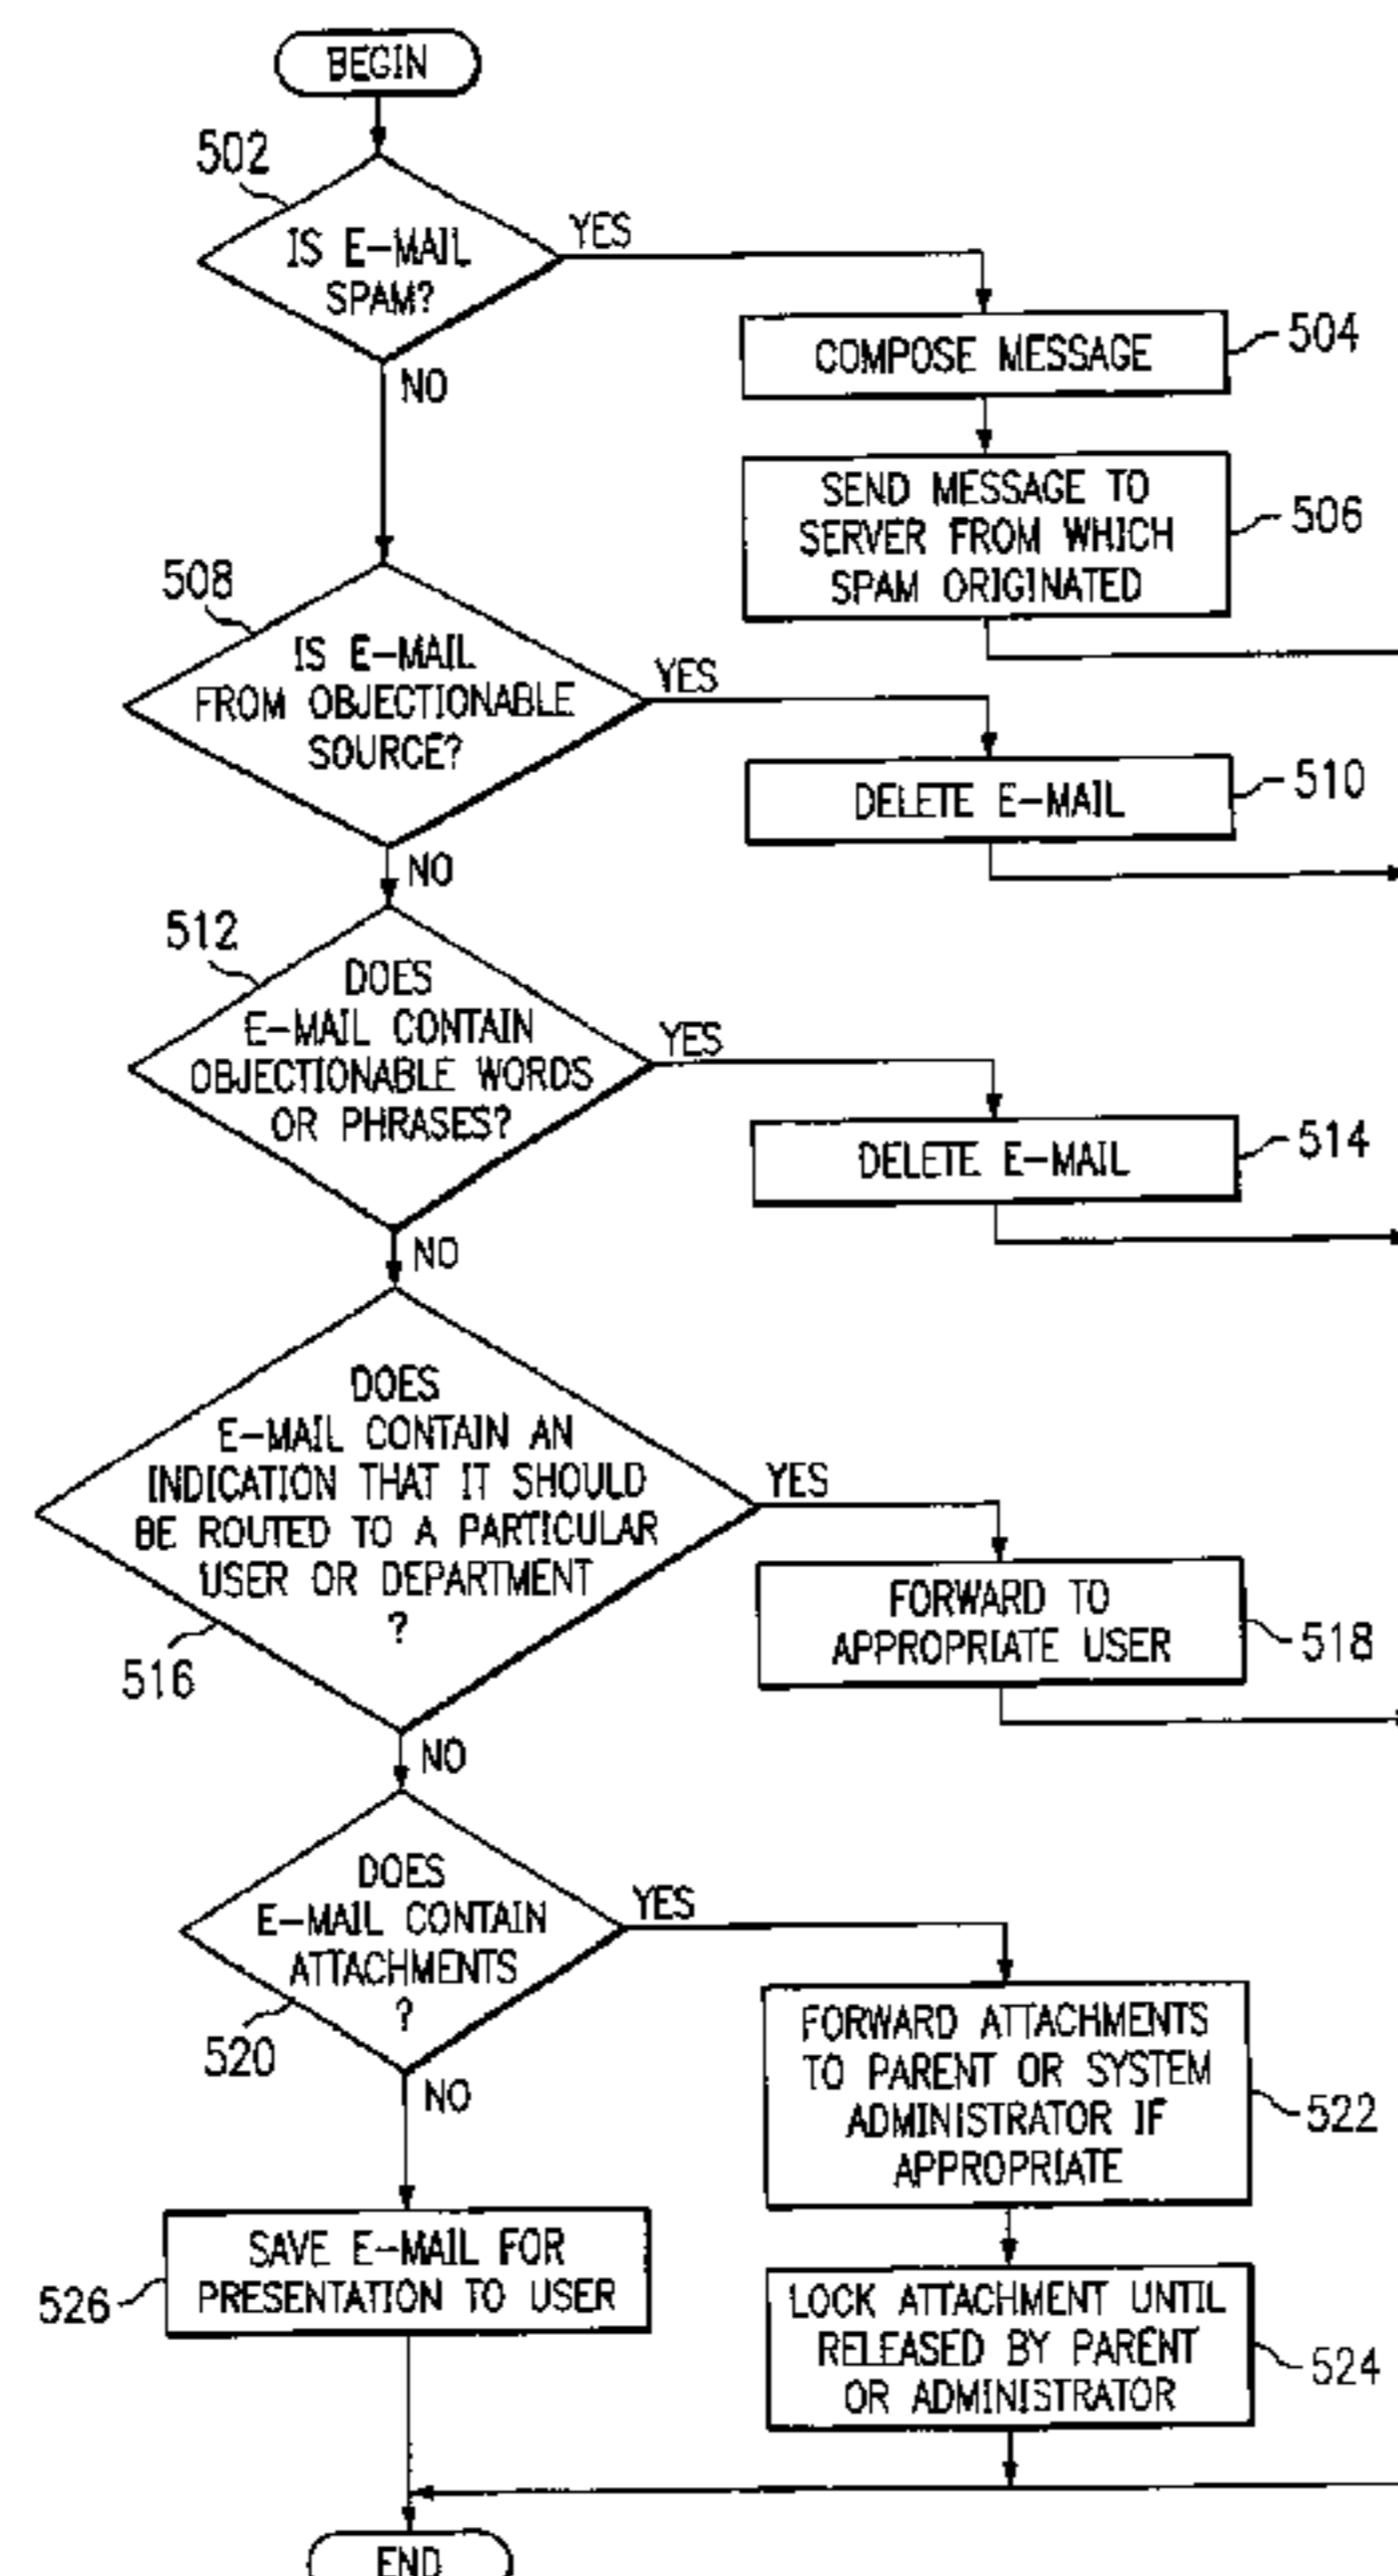 BEGIN
502
IS E-MAIL
SPAM?
YES
NO
COMPOSE MESSAGE
504
SEND MESSAGE TO
SERVER FROM WHICH
SPAM ORIGINATED
506
508
IS E-MAIL
FROM OBJECTIONABLE
SOURCE?
YES
NO
DELETE E-MAIL
510
512
DOES
E-MAIL CONTAIN
OBJECTIONABLE WORDS
OR PHRASES?
YES
NO
DELETE E-MAIL
514
DOES
E-MAIL CONTAIN AN
INDICATION THAT IT SHOULD
BE ROUTED TO A PARTICULAR
USER OR DEPARTMENT
?
516
YES
NO
FORWARD TO
APPROPRIATE USER
518
DOES
E-MAIL CONTAIN
ATTACHMENTS
?
520
YES
NO
FORWARD ATTACHMENTS
TO PARENT OR SYSTEM
ADMINISTRATOR IF
APPROPRIATE
522
SAVE E-MAIL FOR
PRESENTATION TO USER
526
LOCK ATTACHMENT UNTIL
RELEASED BY PARENT
OR ADMINISTRATOR
524
END